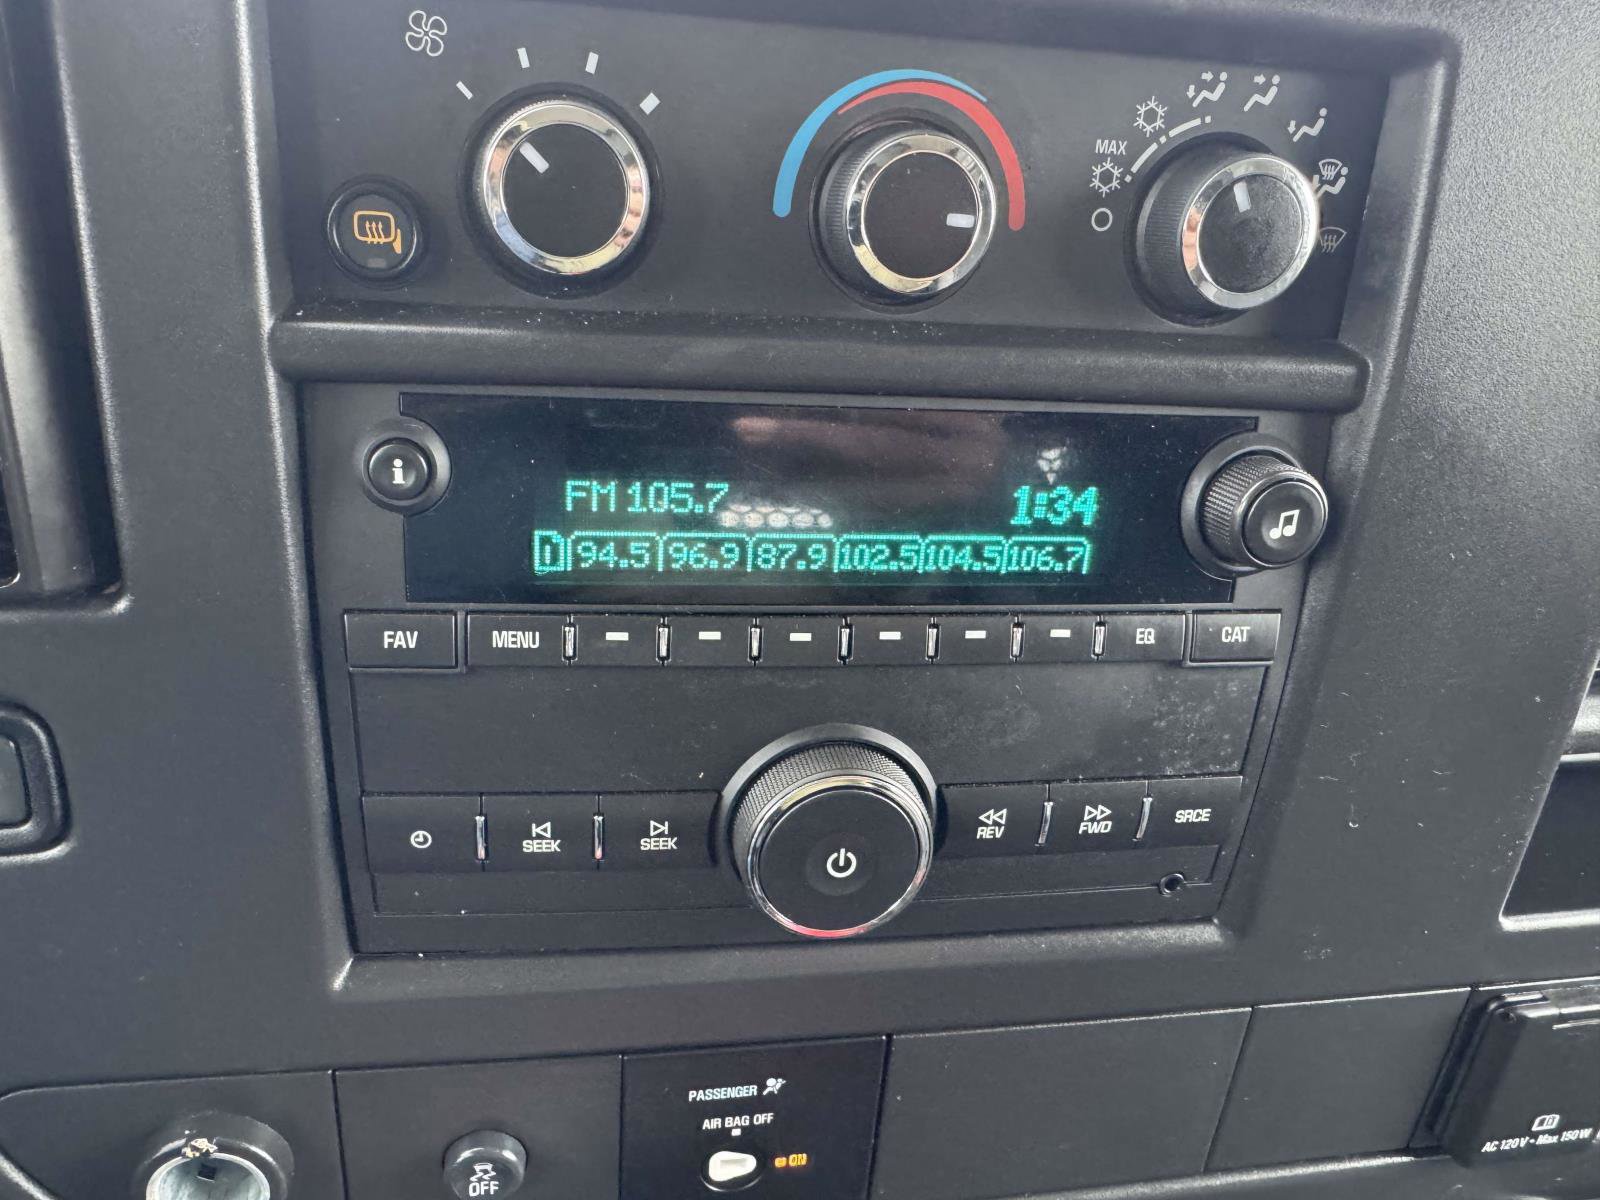 MAX
i
FM 105.7 1:34
D 94.5 96.9 87.9 102.5 104.5 106.7
FAV MENU EQ CAT
SEEK SEEK REV FWD SRCE
PASSENGER
AIR BAG OFF
ON
OFF
AC 120V - Max 150W